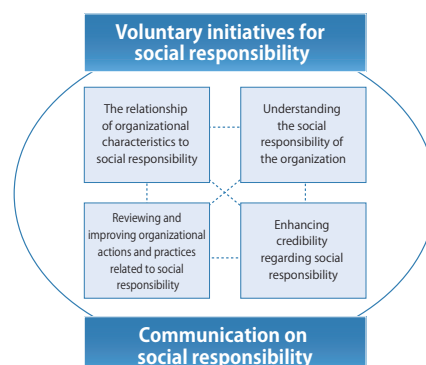 Voluntary initiatives for
social responsibility
The relationship
of organizational
characteristics to
social responsibility
Understanding
the social
responsibility of
the organization
Reviewing and
improving organizational
actions and practices
related to social
responsibility
Enhancing
credibility
regarding social
responsibility
Communication on
social responsibility